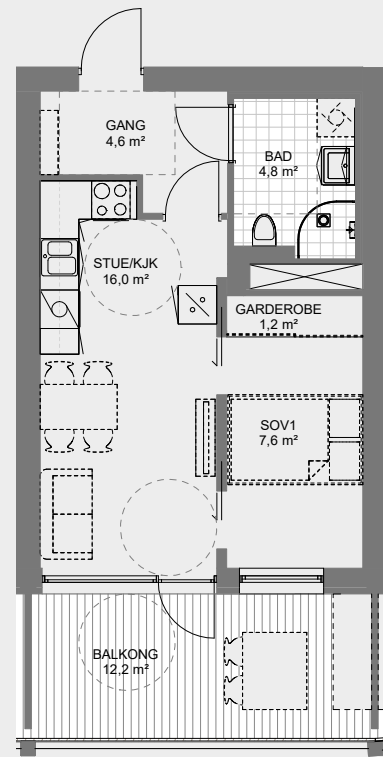 GANG
4,6 m²
BAD
4,8 m²
STUE/KJK
16,0 m²
GARDEROBE
1,2 m²
SOV1
7,6 m²
BALKONG
12,2 m²